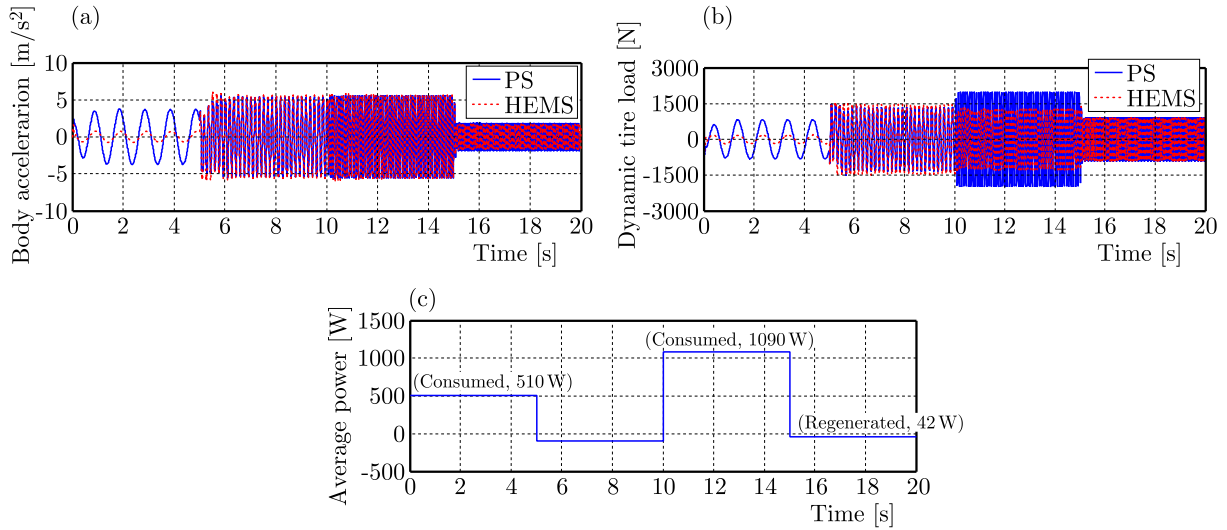 (a)
Body accelerarion [m/s²]
10
5
0
-5
-10
PS
HEMS
0 2 4 6 8 10 12 14 16 18 20
Time [s]
(b)
Dynamic tire load [N]
3000
1500
0
-1500
-3000
PS
HEMS
0 2 4 6 8 10 12 14 16 18 20
Time [s]
(c)
Average power [W]
1500
1000
500
0
-500
(Consumed, 510 W)
(Consumed, 1090 W)
(Regenerated, 42 W)
0 2 4 6 8 10 12 14 16 18 20
Time [s]